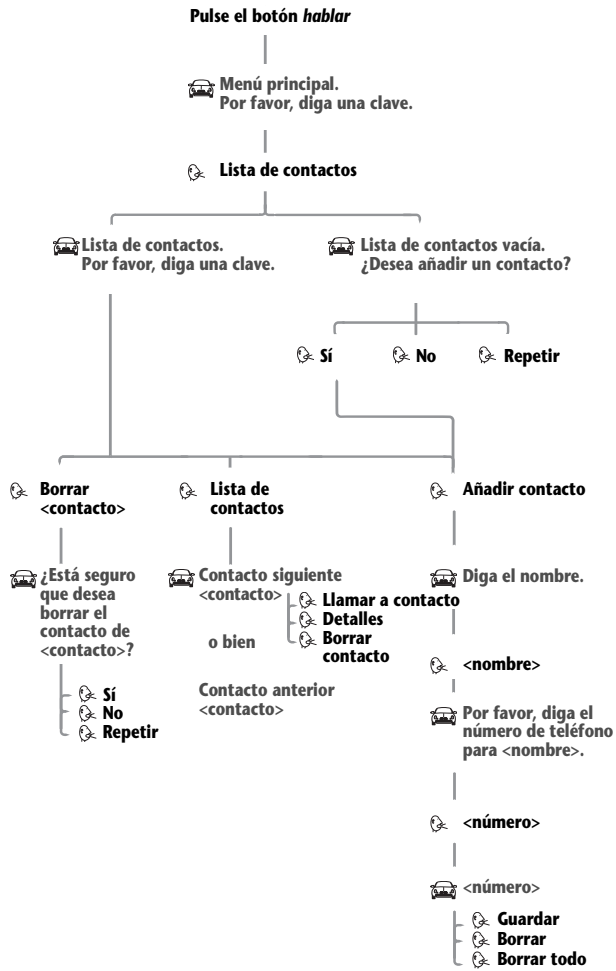 Pulse el botón hablar
Menú principal.
Por favor, diga una clave.
Lista de contactos
Lista de contactos.
Por favor, diga una clave.
Lista de contactos vacía.
¿Desea añadir un contacto?
Sí
No
Repetir
Borrar
<contacto>
Lista de
contactos
Añadir contacto
¿Está seguro
que desea
borrar el
contacto de
<contacto>?
Sí
No
Repetir
Contacto siguiente
<contacto>
Llamar a contacto
Detalles
Borrar
contacto
o bien
Contacto anterior
<contacto>
Diga el nombre.
<nombre>
Por favor, diga el
número de teléfono
para <nombre>.
<número>
<número>
Guardar
Borrar
Borrar todo